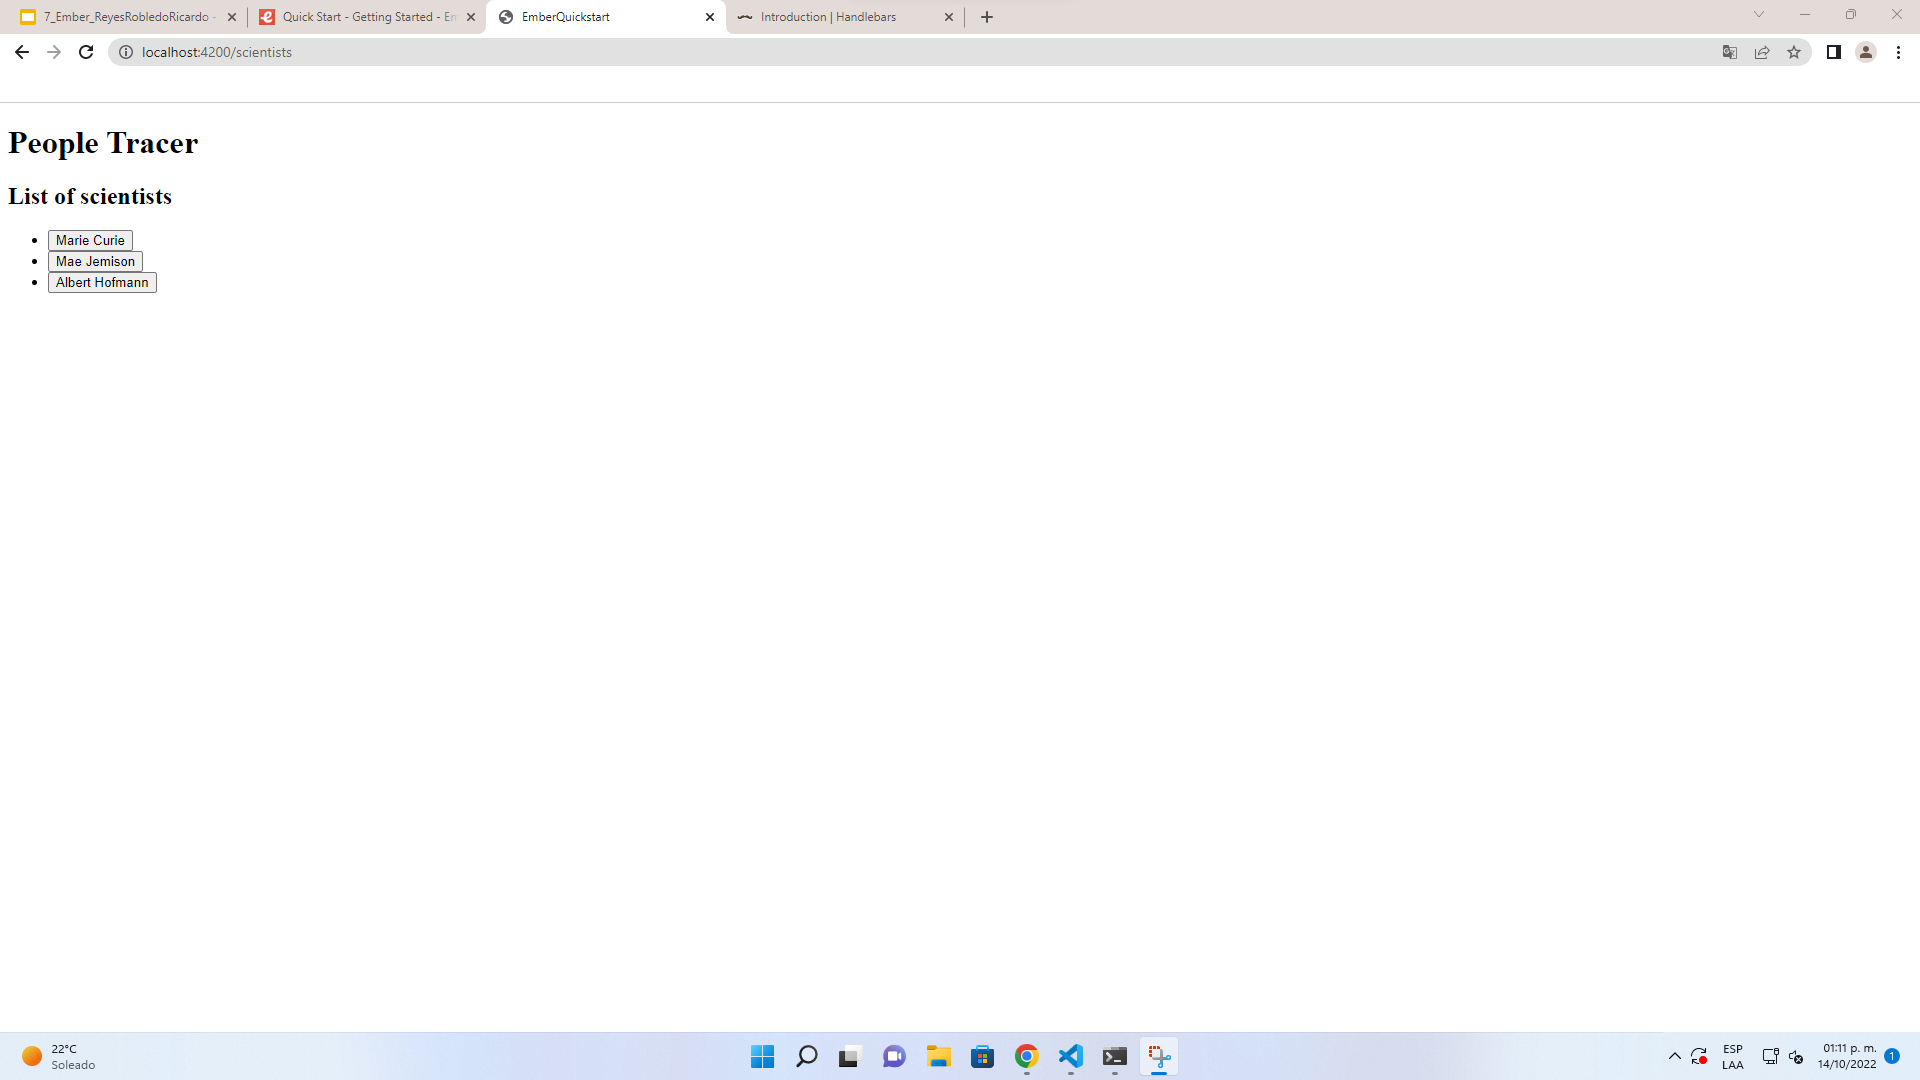 7_Ember_ReyesRobledoRicardo -
Quick Start - Getting Started - Em
EmberQuickstart
Introduction | Handlebars
localhost:4200/scientists
People Tracer
List of scientists
Marie Curie
Mae Jemison
Albert Hofmann
22°C
Soleado
ESP
LAA
01:11 p. m.
14/10/2022
1